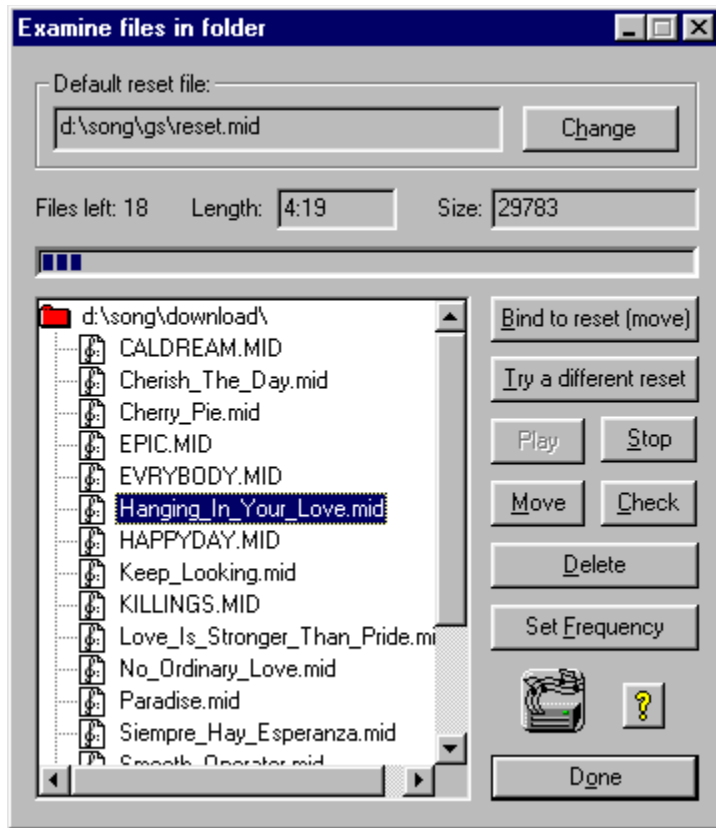 Examine files in folder
Default reset file:
d:\song\gs\reset.mid
Change
Files left: 18 Length: 4:19 Size: 29783
d:\song\download\
CALDREAM.MID
Cherish_The_Day.mid
Cherry_Pie.mid
EPIC.MID
EVRYBODY.MID
Hanging_In_Your_Love.mid
HAPPYDAY.MID
Keep_Looking.mid
KILLINGS.MID
Love_Is_Stronger_Than_Pride.mi
No_Ordinary_Love.mid
Paradise.mid
Siempre_Hay_Esperanza.mid
Smooth_Operator.mid
Bind to reset (move)
Try a different reset
Play Stop
Move Check
Delete
Set Frequency
?
Done